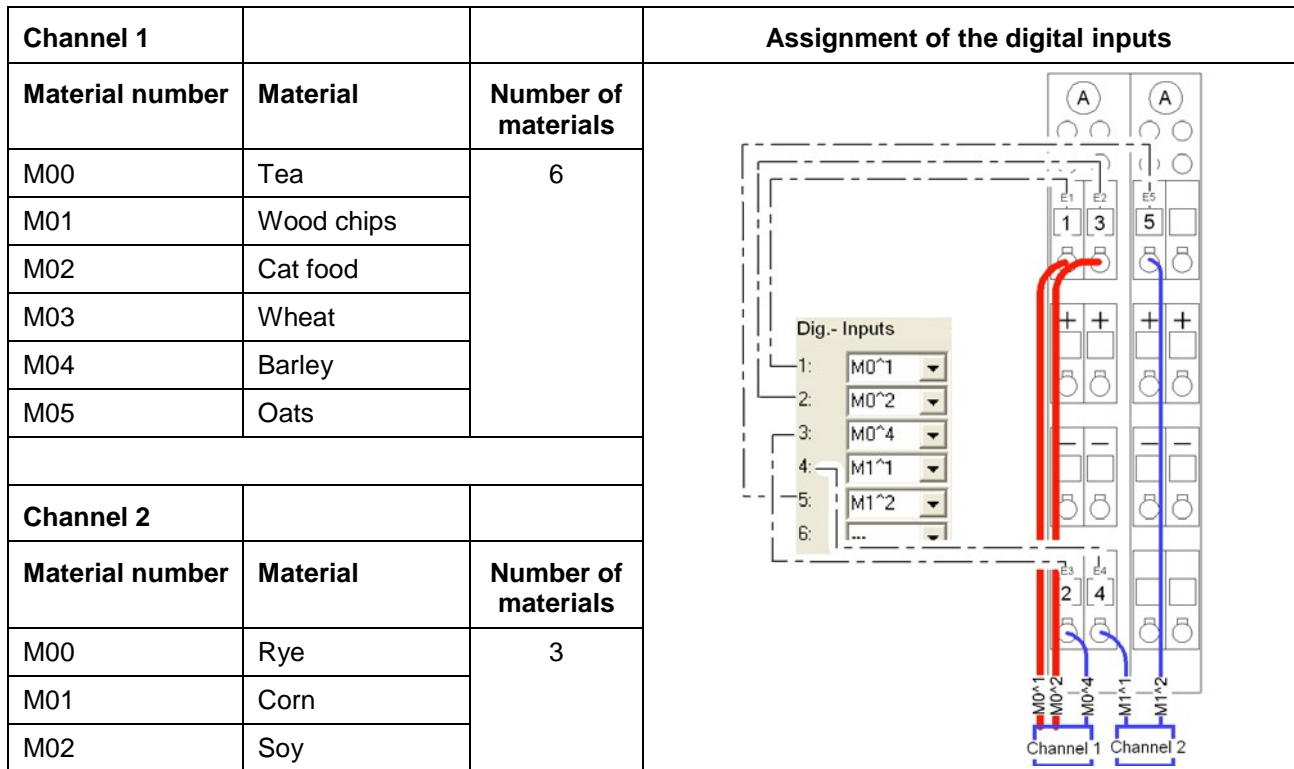 Channel 1
Assignment of the digital inputs
Material number Material Number of materials
M00 Tea 6
M01 Wood chips
M02 Cat food
M03 Wheat
M04 Barley
M05 Oats
Channel 2
Material number Material Number of materials
M00 Rye 3
M01 Corn
M02 Soy
A A
E1 E2 E5
1 3 5
+ + + +
Dig.- Inputs
1: M0^1
2: M0^2
3: M0^4
4: M1^1
5: M1^2
6: ---
− − − −
E3 E4
2 4
M0^1 M0^2 M0^4 M1^1 M1^2
Channel 1 Channel 2